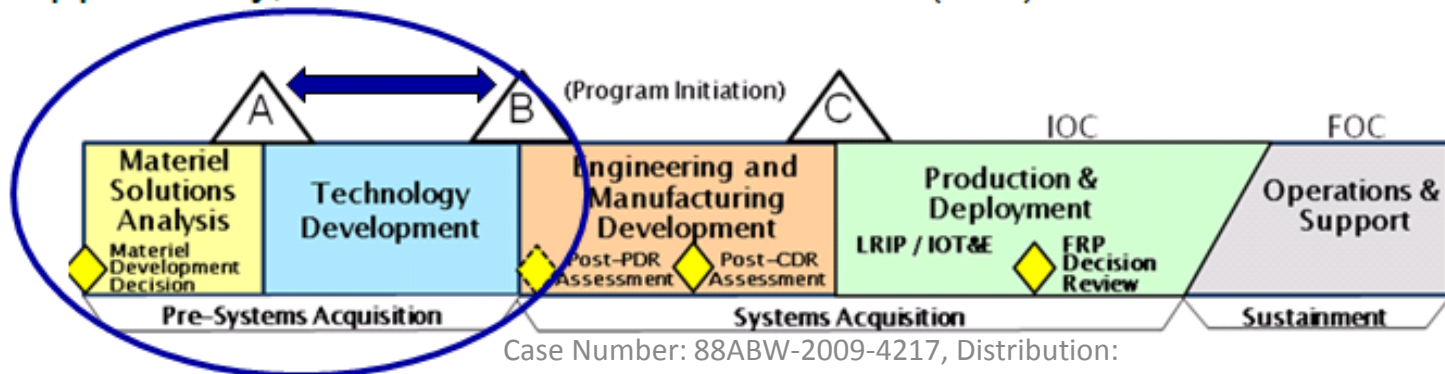 A
B
(Program Initiation)
C
IOC
FOC
Materiel
Solutions
Analysis
Materiel
Development
Decision
Technology
Development
Engineering and
Manufacturing
Development
Post-PDR
Assessment
Post-CDR
Assessment
Production &
Deployment
LRIP / IOT&E
FRP
Decision
Review
Operations &
Support
Pre-Systems Acquisition
Systems Acquisition
Sustainment
Case Number: 88ABW-2009-4217, Distribution: